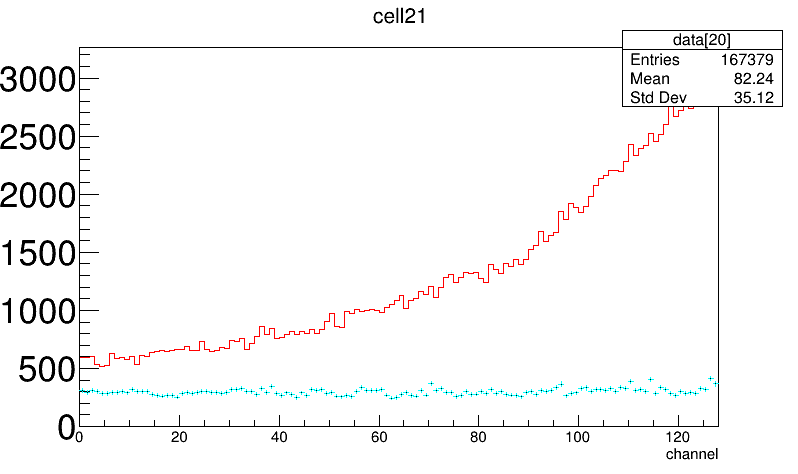 cell21
data[20]
Entries 167379
Mean 82.24
Std Dev 35.12
3000
2500
2000
1500
1000
500
0
0 20 40 60 80 100 120
channel